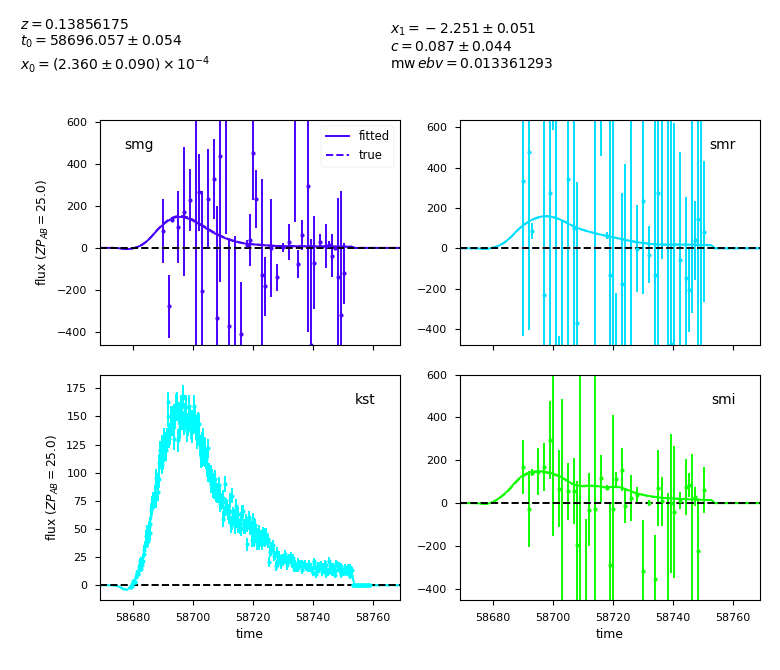 z = 0.13856175
t0 = 58696.057 ± 0.054
x0 = (2.360 ± 0.090) × 10^−4
x1 = −2.251 ± 0.051
c = 0.087 ± 0.044
mw ebv = 0.013361293
600
400
200
0
−200
−400
flux (ZP_AB = 25.0)
smg
fitted
true
600
400
200
0
−200
−400
smr
175
150
125
100
75
50
25
0
flux (ZP_AB = 25.0)
kst
58680 58700 58720 58740 58760
time
600
400
200
0
−200
−400
smi
58680 58700 58720 58740 58760
time